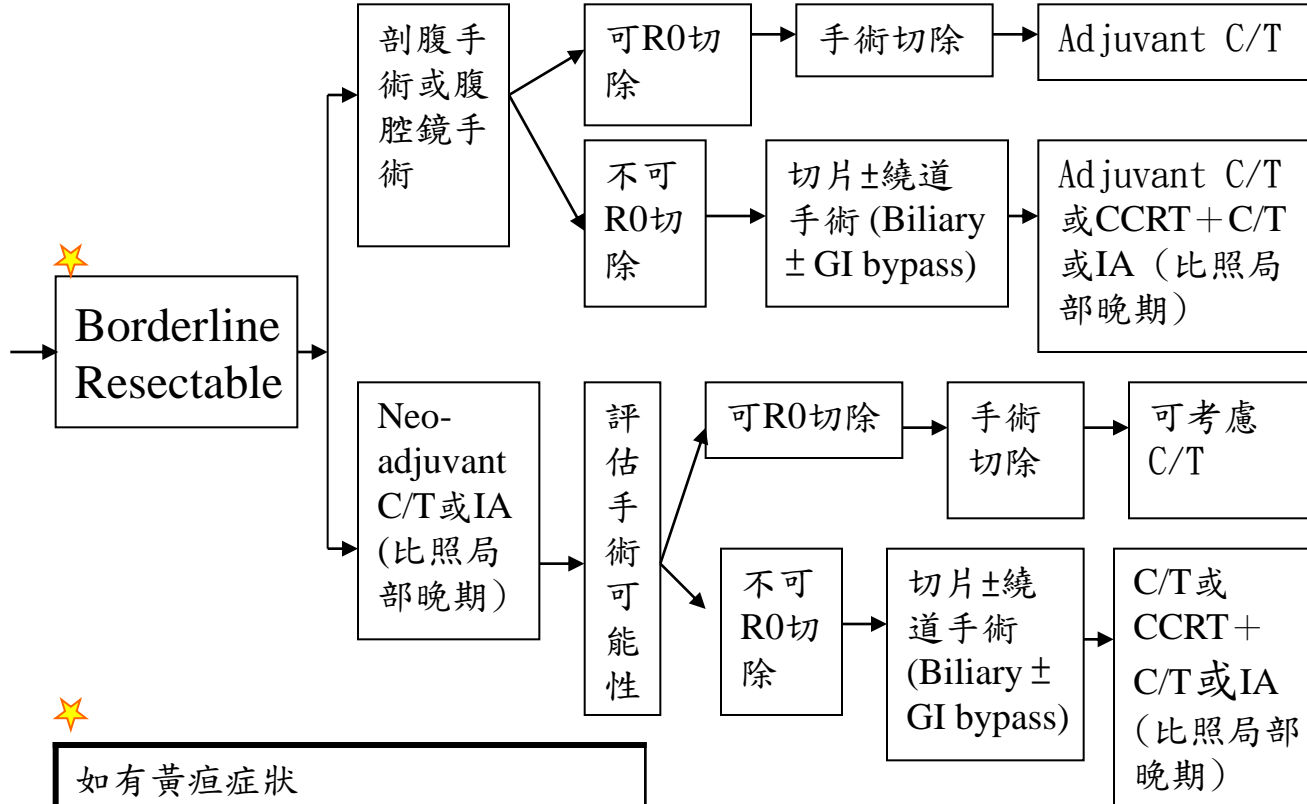 剖腹手
術或腹
腔鏡手
術
可R0切
除
手術切除
Adjuvant C/T
不可
R0切
除
切片±繞道
手術(Biliary
± GI bypass)
Adjuvant C/T
或CCRT＋C/T
或IA（比照局
部晚期）
Borderline
Resectable
Neo-
adjuvant
C/T或IA
(比照局
部晚期）
評
估
手
術
可
能
性
可R0切除
手術
切除
可考慮
C/T
不可
R0切
除
切片±繞
道手術
(Biliary ±
GI bypass)
C/T或
CCRT＋
C/T或IA
（比照局部
晚期）
如有黃疸症狀